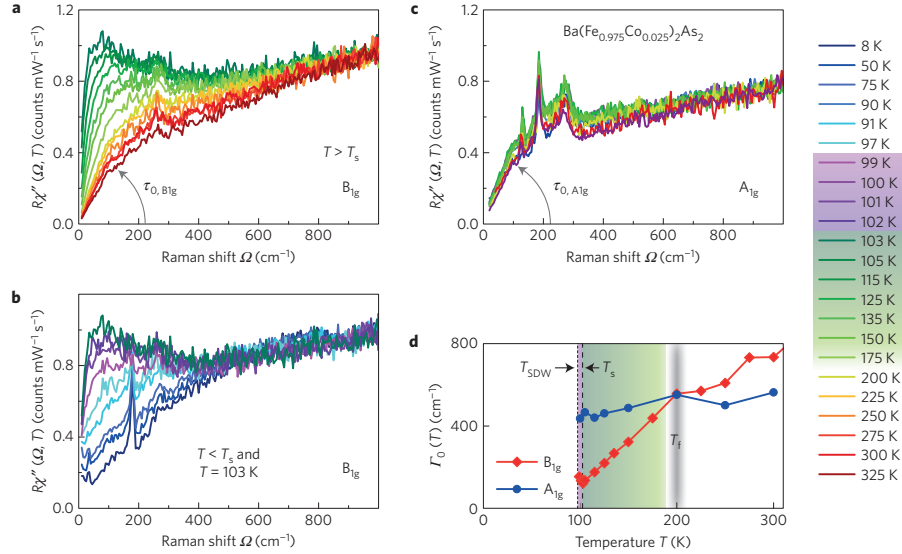 a
1.2
0.8
0.4
0.0
Rχ″ (Ω, T) (counts mW⁻¹ s⁻¹)
T > Tₛ
τ₀, B1g
B₁g
0 200 400 600 800
Raman shift Ω (cm⁻¹)
b
1.2
0.8
0.4
0.0
Rχ″ (Ω, T) (counts mW⁻¹ s⁻¹)
T < Tₛ and
T = 103 K
B₁g
0 200 400 600 800
Raman shift Ω (cm⁻¹)
c
Ba(Fe₀.₉₇₅Co₀.₀₂₅)₂As₂
1.2
0.8
0.4
0.0
Rχ″ (Ω, T) (counts mW⁻¹ s⁻¹)
τ₀, A1g
A₁g
0 200 400 600 800
Raman shift Ω (cm⁻¹)
d
800
400
0
Γ₀ (T) (cm⁻¹)
T_SDW
Tₛ
T_f
B₁g
A₁g
0 100 200 300
Temperature T (K)
8 K
50 K
75 K
90 K
91 K
97 K
99 K
100 K
101 K
102 K
103 K
105 K
115 K
125 K
135 K
150 K
175 K
200 K
225 K
250 K
275 K
300 K
325 K